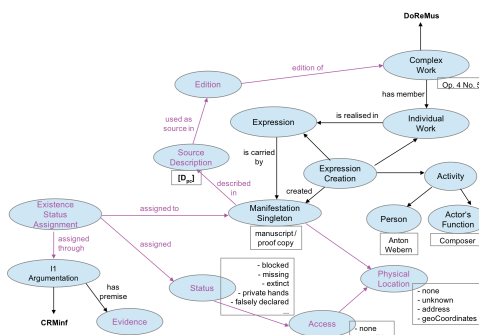 DoReMus
Complex
Work
Op. 4 No. 5
edition of
Edition
has member
used as
source in
Expression
is realised in
Individual
Work
is carried
by
Source
Description
[D
described
in
Expression
Creation
Activity
created
Existence
Status
Assignment
assigned to
Manifestation
Singleton
manuscript /
proof copy
Person
Anton
Webern
Actor's
Function
Composer
assigned
through
assigned
I1
Argumentation
has
premise
CRMinf
Evidence
Status
- blocked
- missing
- extinct
- private hands
- falsely declared
...
Physical
Location
- none
- unknown
- address
- geoCoordinates
Access
- none